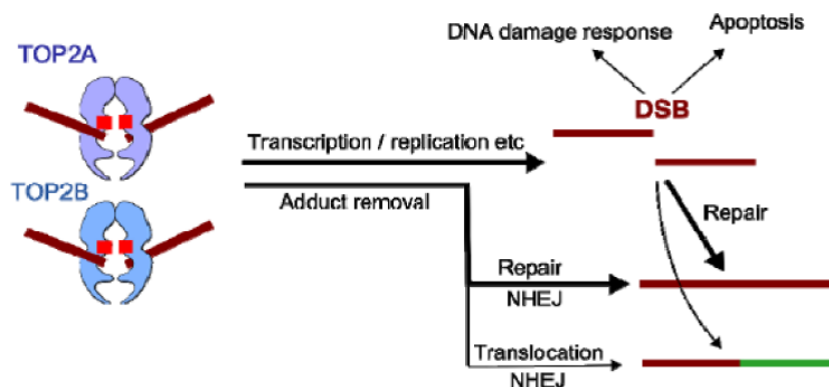 DNA damage response
Apoptosis
TOP2A
DSB
Transcription / replication etc
TOP2B
Adduct removal
Repair
Repair
NHEJ
Translocation
NHEJ